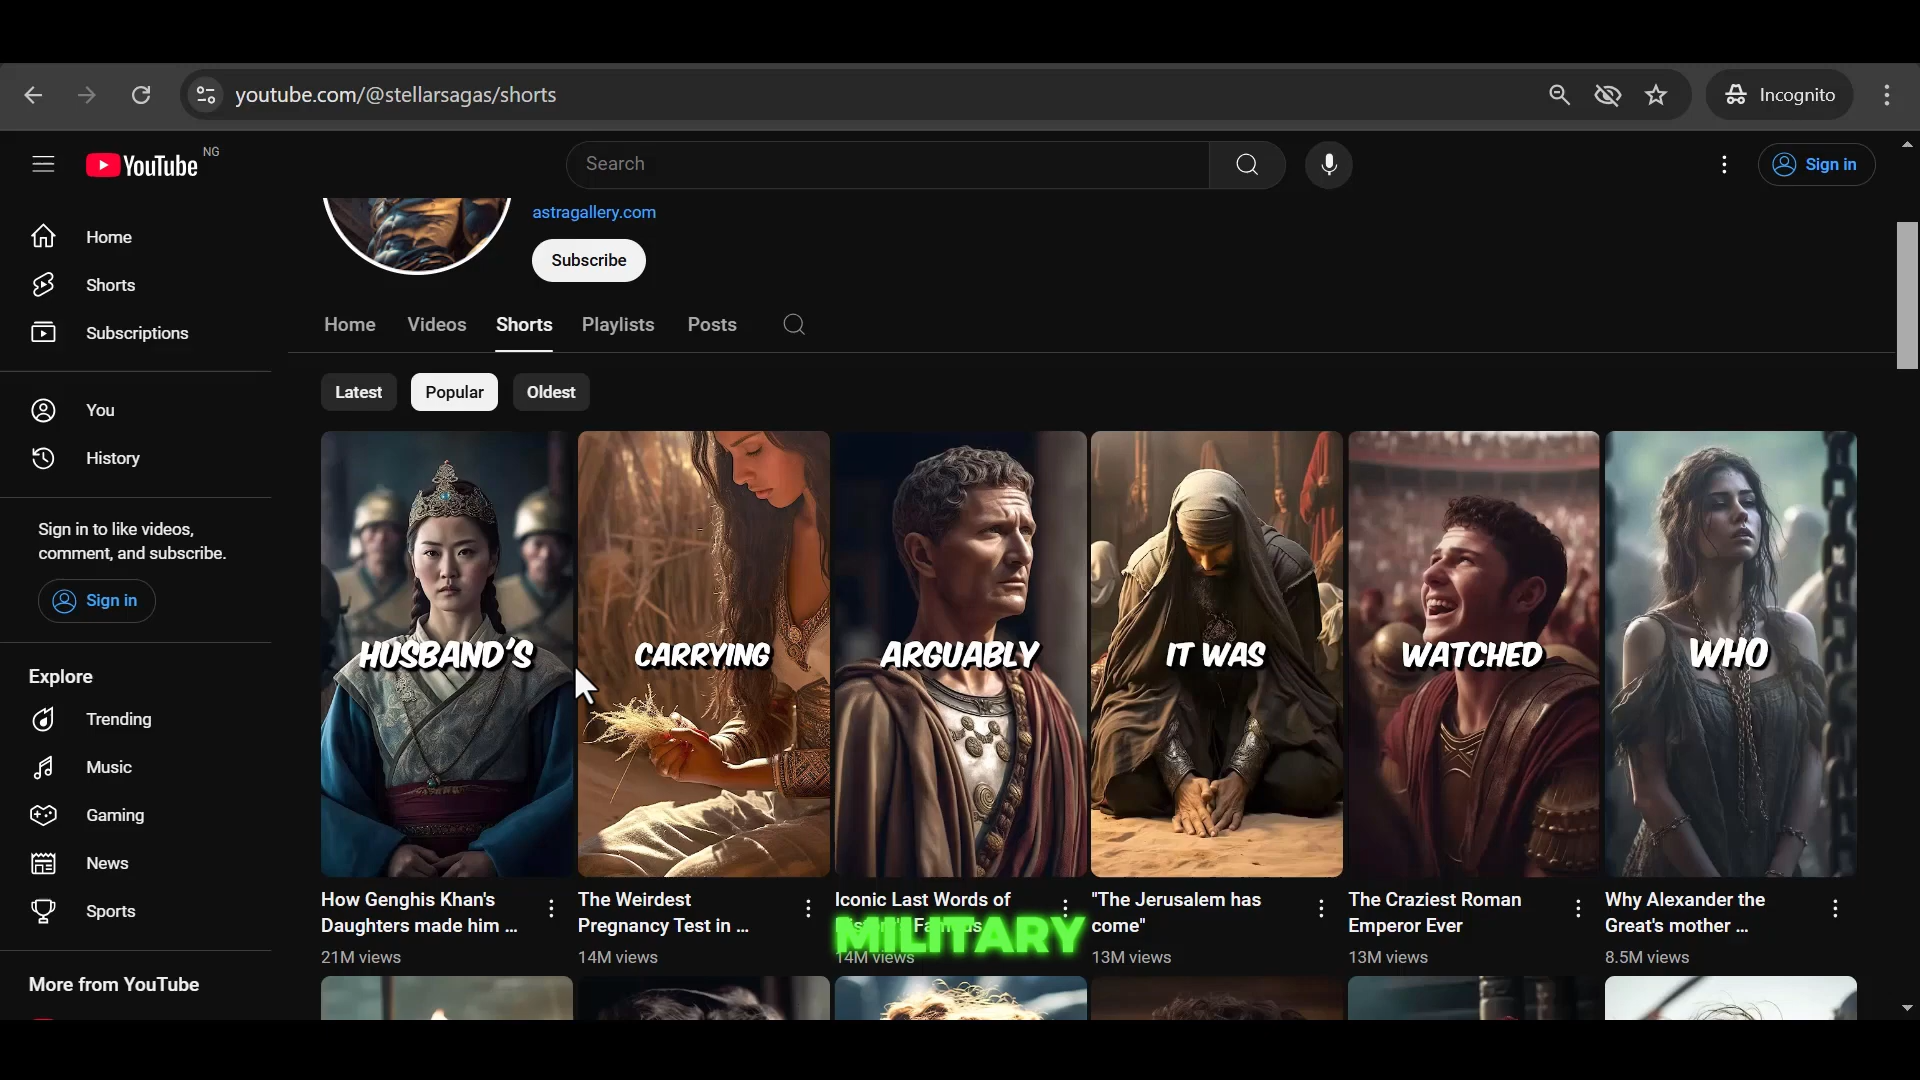 youtube.com/@stellarsagas/shorts
Incognito
YouTube NG
Search
Sign in
astragallery.com
Subscribe
Home
Shorts
Subscriptions
You
History
Sign in to like videos,
comment, and subscribe.
Sign in
Explore
Trending
Music
Gaming
News
Sports
More from YouTube
Home Videos Shorts Playlists Posts
Latest Popular Oldest
HUSBAND'S
CARRYING
ARGUABLY
IT WAS
WATCHED
WHO
How Genghis Khan's
Daughters made him ...
21M views
The Weirdest
Pregnancy Test in ...
14M views
Iconic Last Words of
MILITARY
14M views
"The Jerusalem has
come"
13M views
The Craziest Roman
Emperor Ever
13M views
Why Alexander the
Great's mother ...
8.5M views